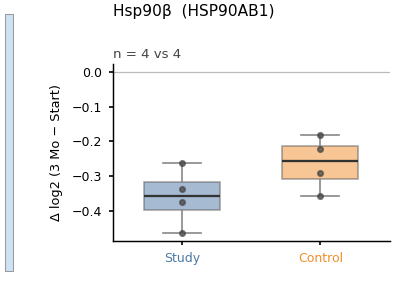 Hsp90β (HSP90AB1)
n = 4 vs 4
0.0
−0.1
−0.2
−0.3
−0.4
Δ log2 (3 Mo − Start)
Study
Control